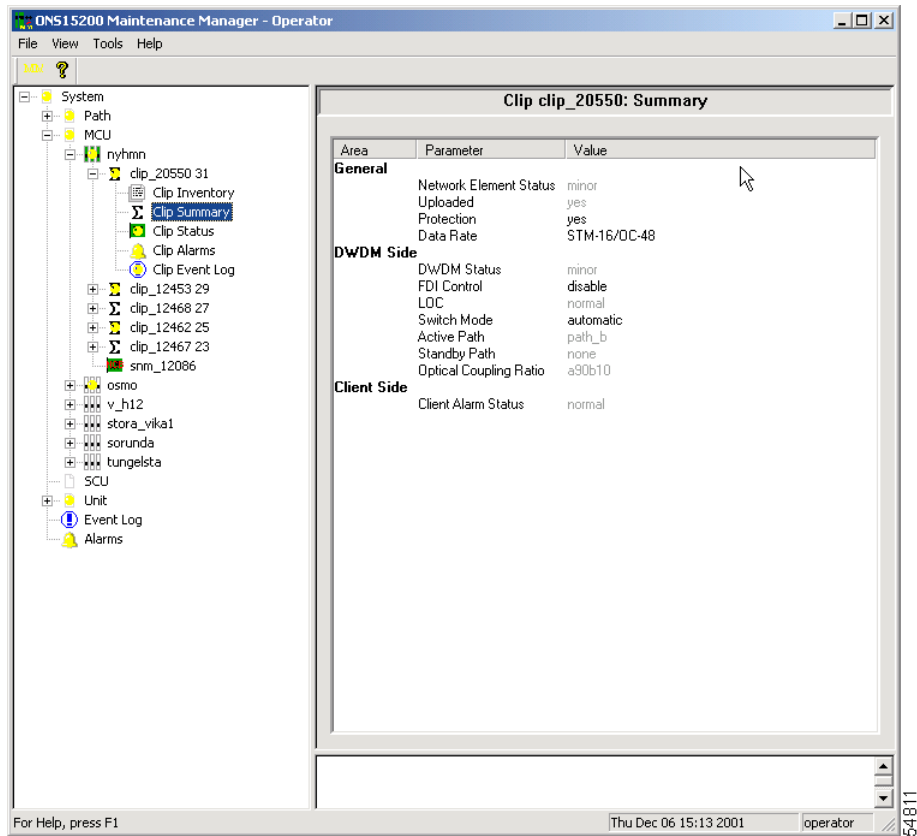 ONS15200 Maintenance Manager - Operator
File View Tools Help
System
Path
MCU
nyhmn
clip_20550 31
Clip Inventory
Clip Summary
Clip Status
Clip Alarms
Clip Event Log
clip_12453 29
clip_12468 27
clip_12462 25
clip_12467 23
snm_12086
osmo
v_h12
stora_vika1
sorunda
tungelsta
SCU
Unit
Event Log
Alarms
Clip clip_20550: Summary
Area Parameter Value
General
Network Element Status minor
Uploaded yes
Protection yes
Data Rate STM-16/OC-48
DWDM Side
DWDM Status minor
FDI Control disable
LOC normal
Switch Mode automatic
Active Path path_b
Standby Path none
Optical Coupling Ratio a90b10
Client Side
Client Alarm Status normal
For Help, press F1
Thu Dec 06 15:13 2001 operator
54811